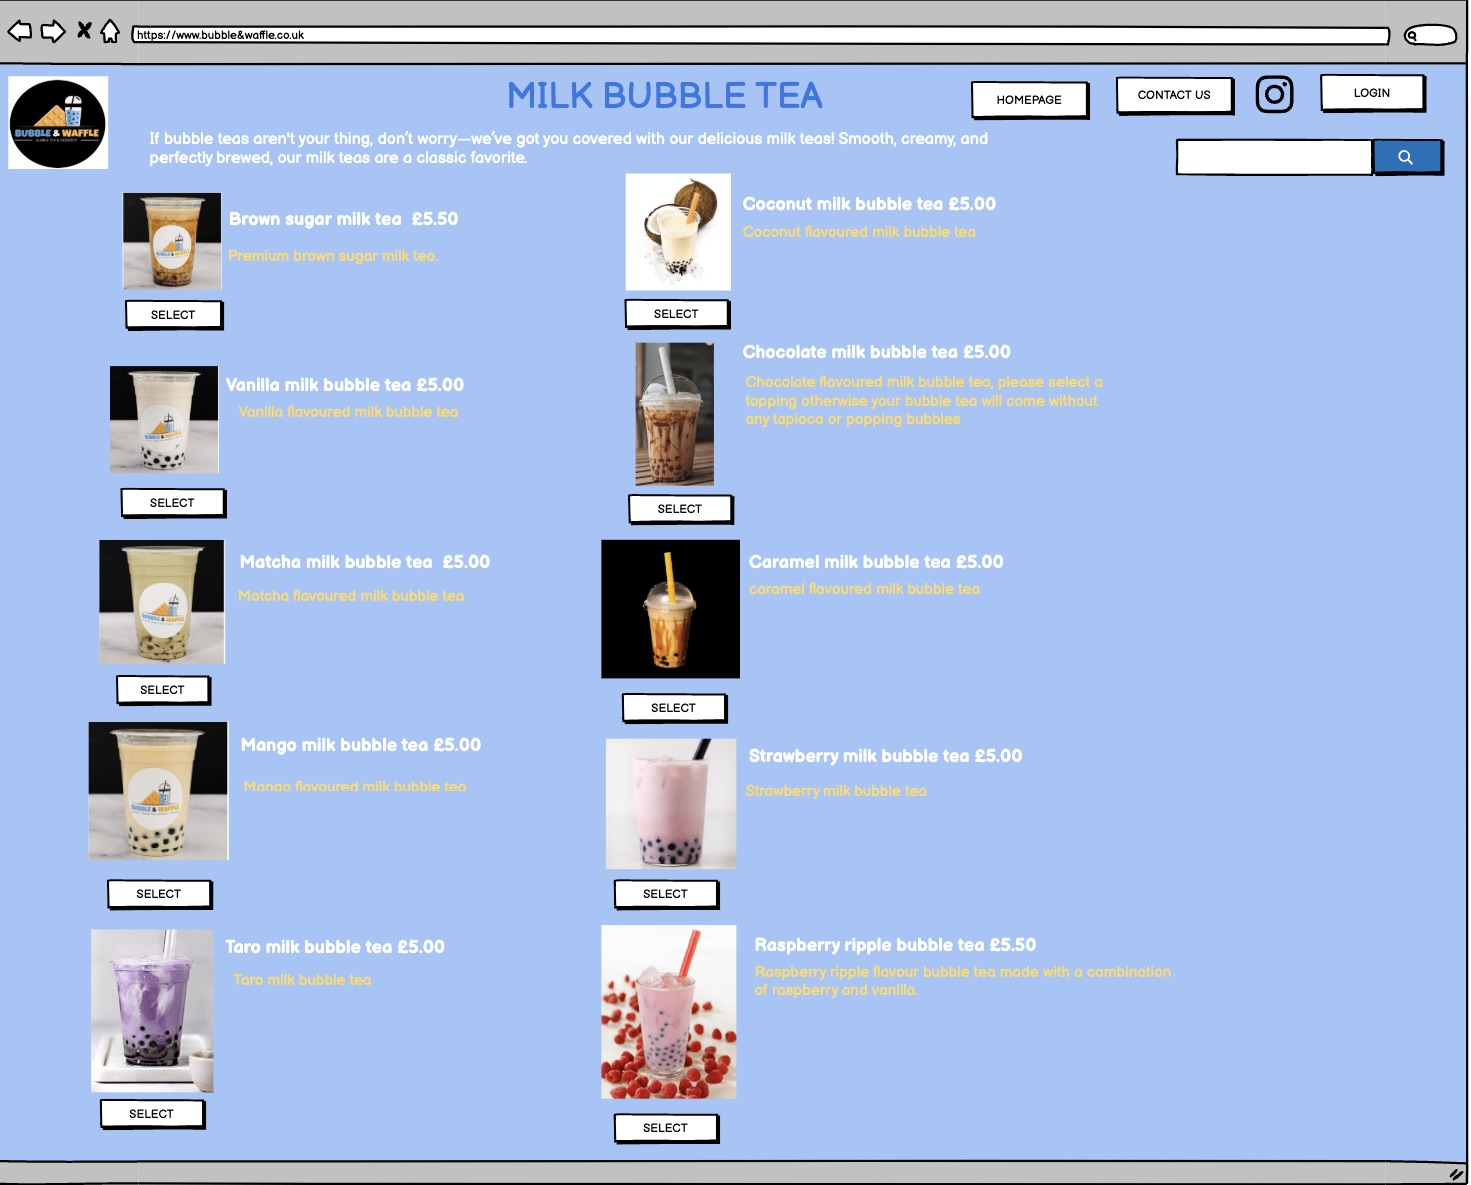 https://www.bubble&waffle.co.uk
BUBBLE & WAFFLE
MILK BUBBLE TEA
HOMEPAGE
CONTACT US
LOGIN
If bubble teas aren't your thing, don't worry—we've got you covered with our delicious milk teas! Smooth, creamy, and
perfectly brewed, our milk teas are a classic favorite.
Brown sugar milk tea £5.50
Premium brown sugar milk tea.
SELECT
Coconut milk bubble tea £5.00
Coconut flavoured milk bubble tea
SELECT
Vanilla milk bubble tea £5.00
Vanilla flavoured milk bubble tea
SELECT
Chocolate milk bubble tea £5.00
Chocolate flavoured milk bubble tea, please select a
topping otherwise your bubble tea will come without
any tapioca or popping bubbles
SELECT
Matcha milk bubble tea £5.00
Matcha flavoured milk bubble tea
SELECT
Caramel milk bubble tea £5.00
caramel flavoured milk bubble tea
SELECT
Mango milk bubble tea £5.00
Mango flavoured milk bubble tea
BUBBLE & WAFFLE
SELECT
Strawberry milk bubble tea £5.00
Strawberry milk bubble tea
SELECT
Taro milk bubble tea £5.00
Taro milk bubble tea
SELECT
Raspberry ripple bubble tea £5.50
Raspberry ripple flavour bubble tea made with a combination
of raspberry and vanilla.
SELECT